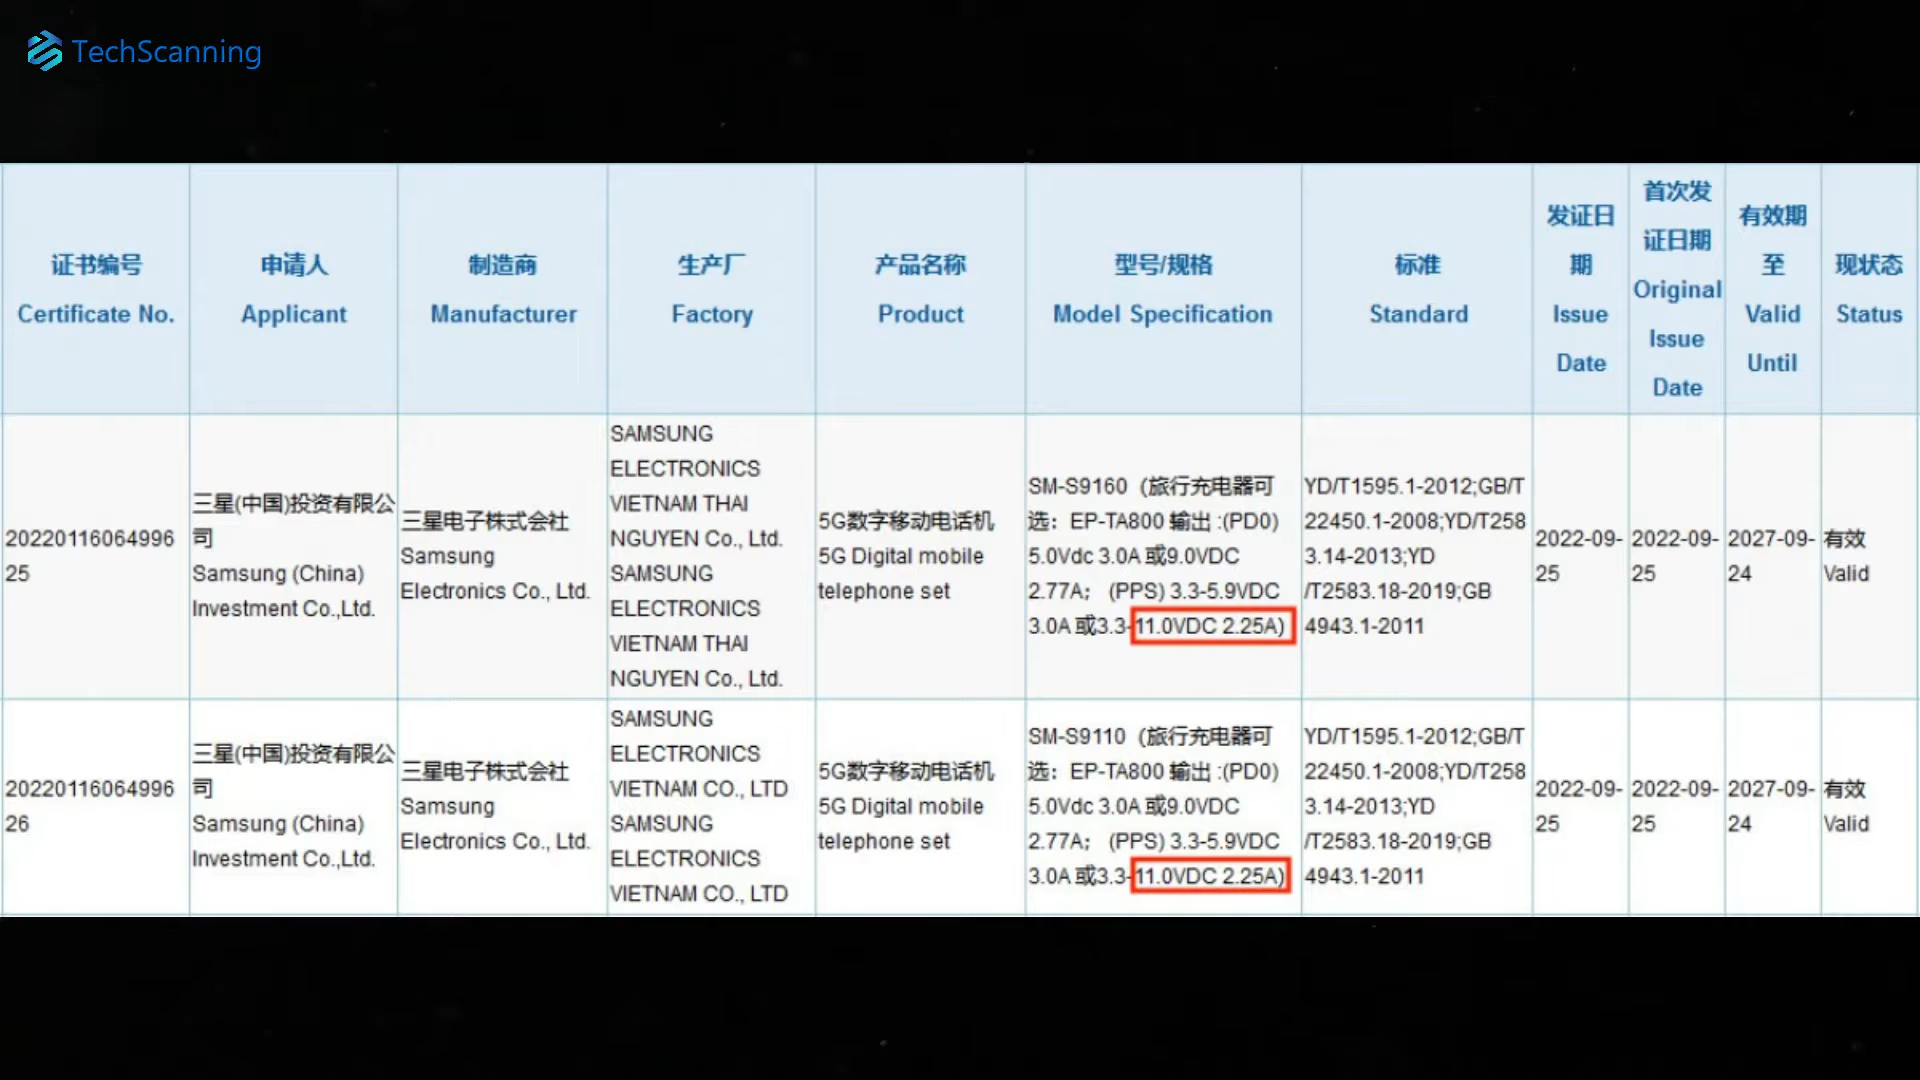 TechScanning
证书编号
Certificate No.
申请人
Applicant
制造商
Manufacturer
生产厂
Factory
产品名称
Product
型号/规格
Model Specification
标准
Standard
发证日
期
Issue
Date
首次发
证日期
Original
Issue
Date
有效期
至
Valid
Until
现状态
Status
20220116064996
25
三星(中国)投资有限公
司
Samsung (China)
Investment Co.,Ltd.
三星电子株式会社
Samsung
Electronics Co., Ltd.
SAMSUNG
ELECTRONICS
VIETNAM THAI
NGUYEN Co., Ltd.
SAMSUNG
ELECTRONICS
VIETNAM THAI
NGUYEN Co., Ltd.
5G数字移动电话机
5G Digital mobile
telephone set
SM-S9160（旅行充电器可
选：EP-TA800 输出 :(PD0)
5.0Vdc 3.0A 或9.0VDC
2.77A； (PPS) 3.3-5.9VDC
3.0A 或3.3-11.0VDC 2.25A)
YD/T1595.1-2012;GB/T
22450.1-2008;YD/T258
3.14-2013;YD
/T2583.18-2019;GB
4943.1-2011
2022-09-
25
2022-09-
25
2027-09-
24
有效
Valid
20220116064996
26
三星(中国)投资有限公
司
Samsung (China)
Investment Co.,Ltd.
三星电子株式会社
Samsung
Electronics Co., Ltd.
SAMSUNG
ELECTRONICS
VIETNAM CO., LTD
SAMSUNG
ELECTRONICS
VIETNAM CO., LTD
5G数字移动电话机
5G Digital mobile
telephone set
SM-S9110（旅行充电器可
选：EP-TA800 输出 :(PD0)
5.0Vdc 3.0A 或9.0VDC
2.77A； (PPS) 3.3-5.9VDC
3.0A 或3.3-11.0VDC 2.25A)
YD/T1595.1-2012;GB/T
22450.1-2008;YD/T258
3.14-2013;YD
/T2583.18-2019;GB
4943.1-2011
2022-09-
25
2022-09-
25
2027-09-
24
有效
Valid